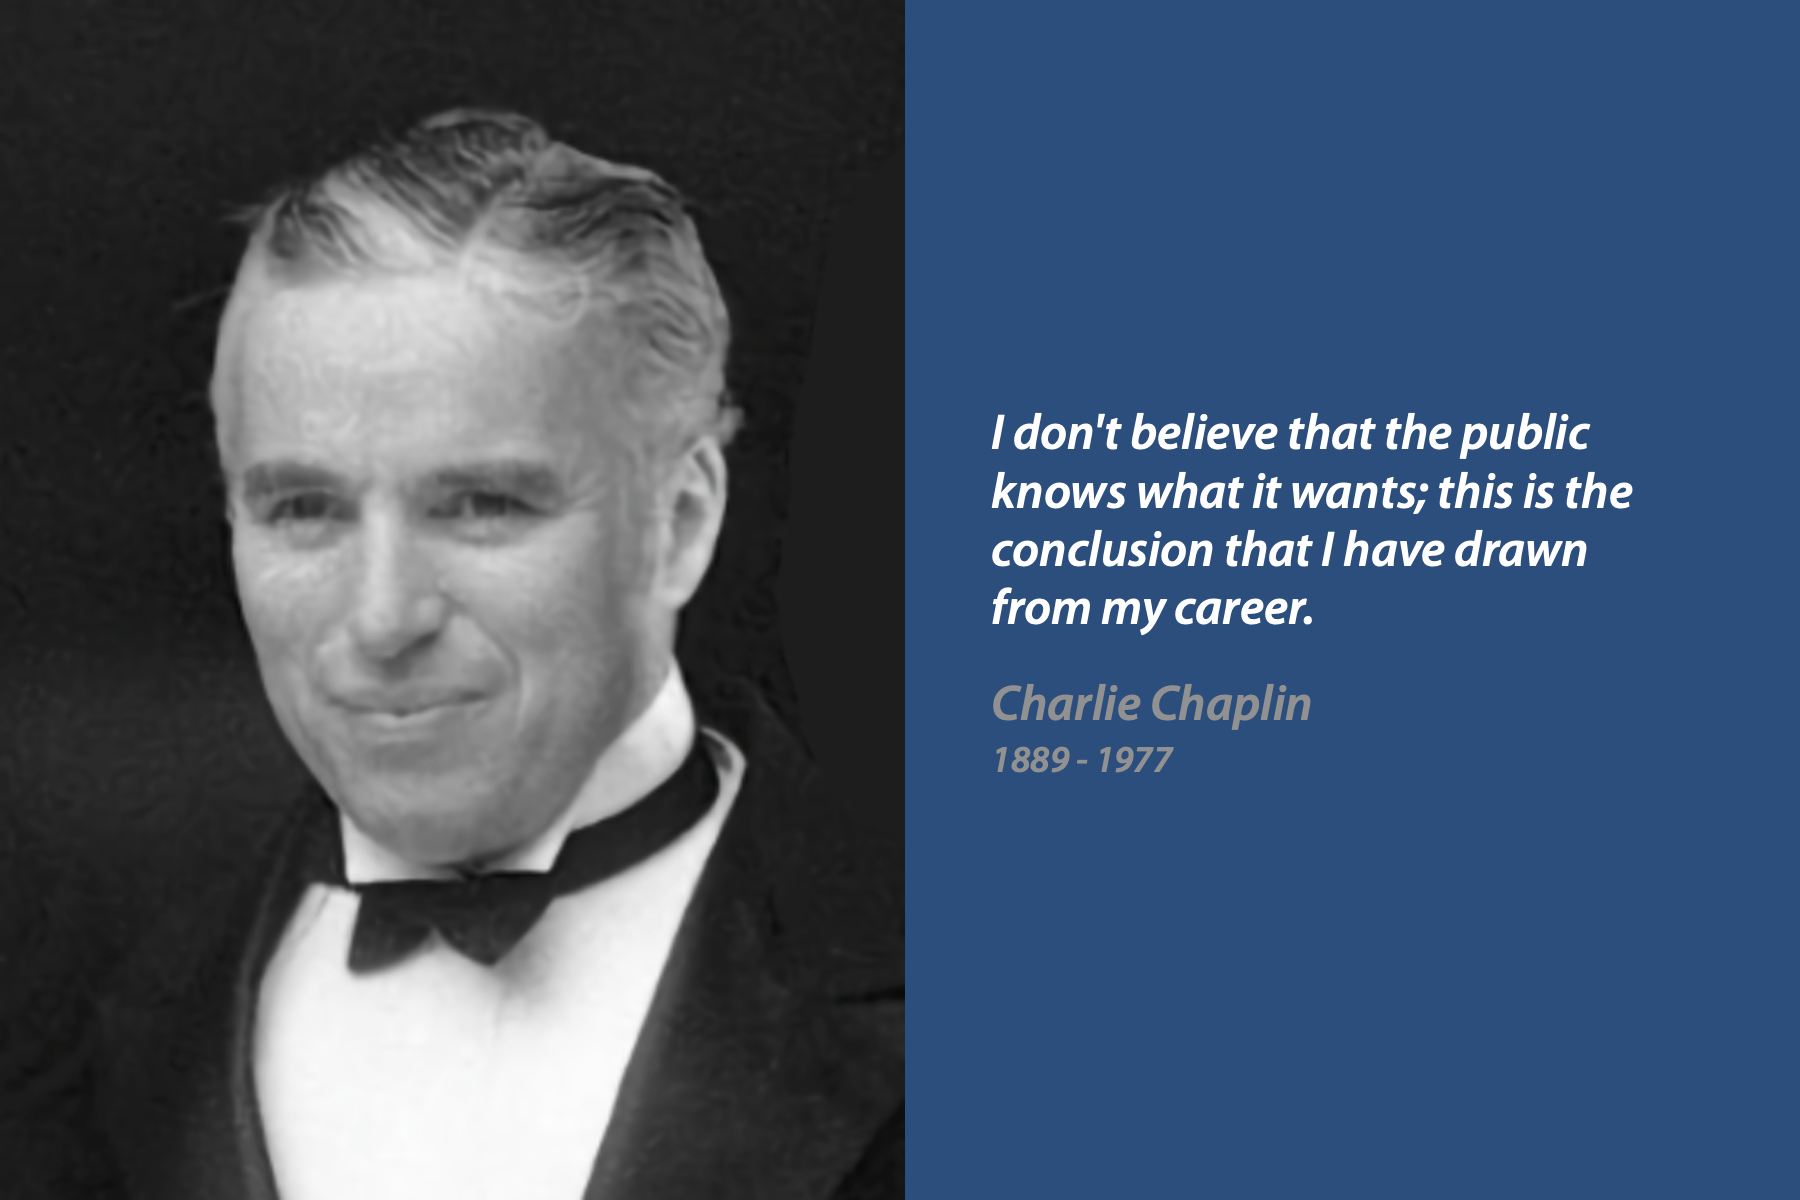 I don't believe that the public
knows what it wants; this is the
conclusion that I have drawn
from my career.
Charlie Chaplin
1889 - 1977